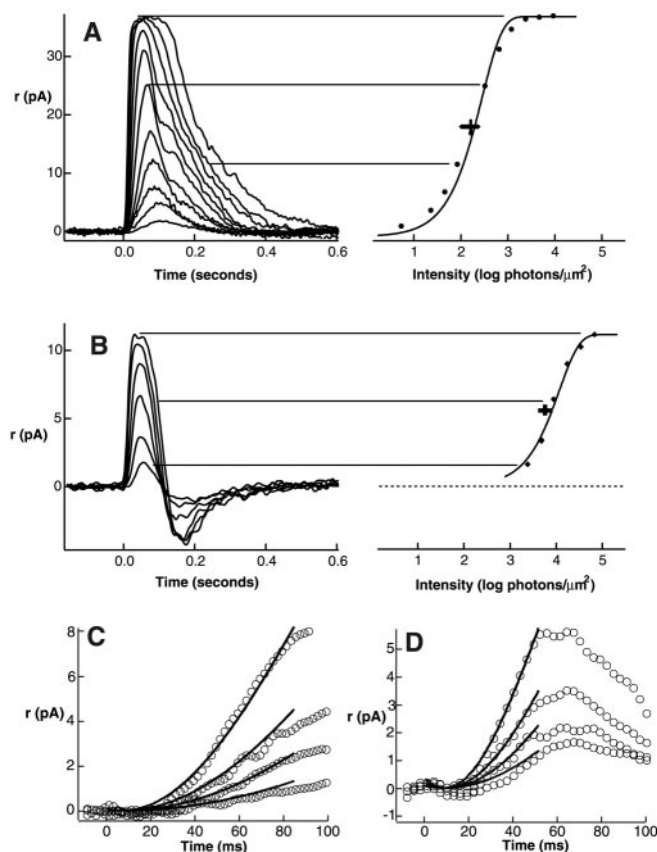 A
30
r (pA)
20
10
0
0.0 0.2 0.4 0.6
Time (seconds)
1 2 3 4 5
Intensity (log photons/μm²)
B
10
5
r (pA)
0
0.0 0.2 0.4 0.6
Time (seconds)
1 2 3 4 5
Intensity (log photons/μm²)
C
8
6
r (pA)
4
2
0
0 20 40 60 80 100
Time (ms)
D
5
4
3
r (pA)
2
1
0
-1
0 20 40 60 80 100
Time (ms)